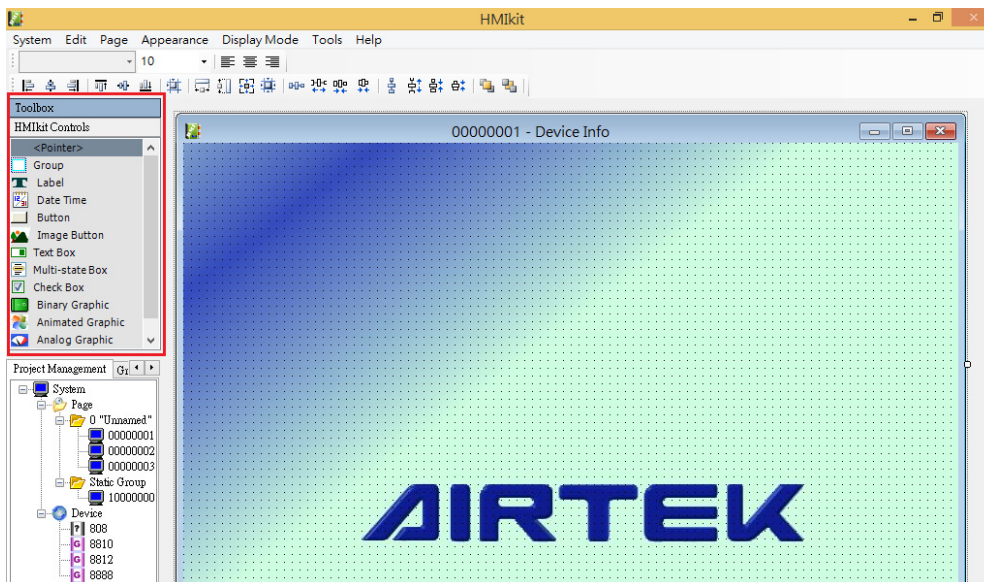 HMIkit
System Edit Page Appearance Display Mode Tools Help
10
Toolbox
HMIkit Controls
<Pointer>
Group
Label
Date Time
Button
Image Button
Text Box
Multi-state Box
Check Box
Binary Graphic
Animated Graphic
Analog Graphic
Project Management
System
Page
0 "Unnamed"
00000001
00000002
00000003
Static Group
10000000
Device
808
8810
8812
8888
00000001 - Device Info
AIRTEK